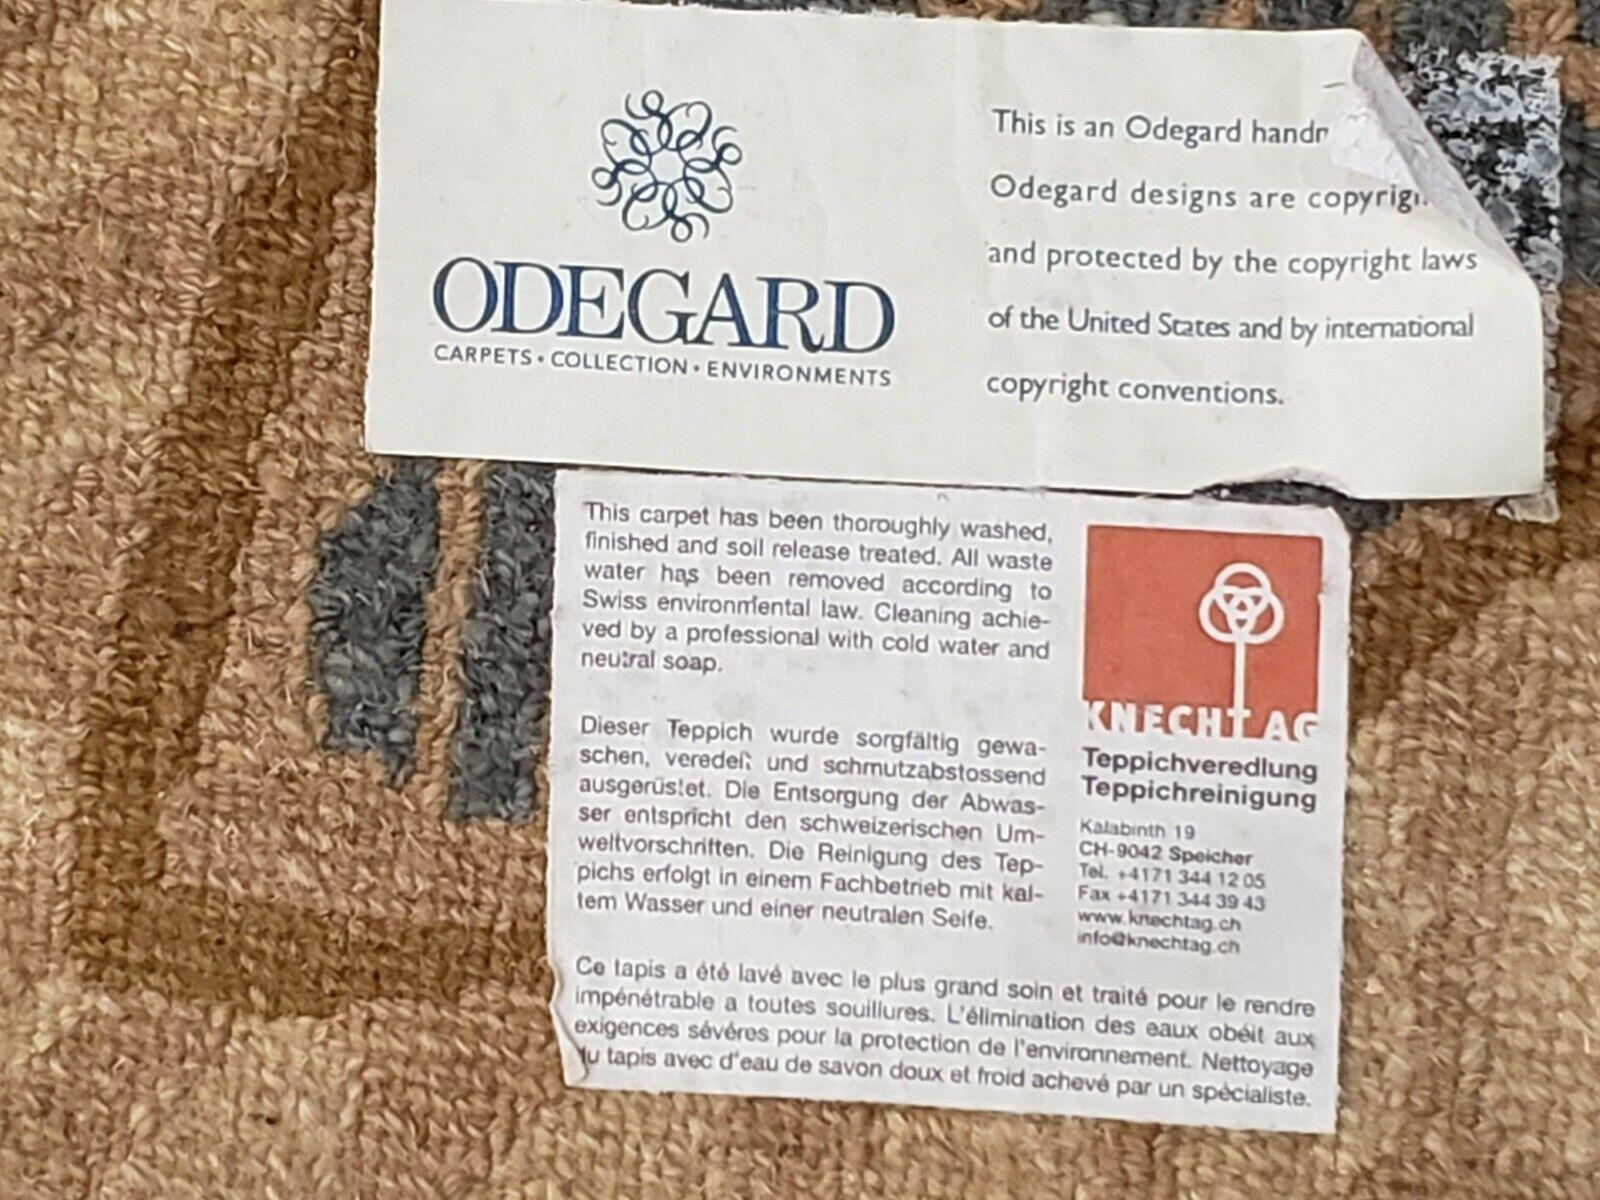 ODEGARD
CARPETS • COLLECTION • ENVIRONMENTS
This is an Odegard handr
Odegard designs are copyrig
and protected by the copyright laws
of the United States and by international
copyright conventions.
This carpet has been thoroughly washed,
finished and soil release treated. All waste
water has been removed according to
Swiss environmental law. Cleaning achie-
ved by a professional with cold water and
neutral soap.
Dieser Teppich wurde sorgfältig gewa-
schen, veredelt und schmutzabstossend
ausgerüstet. Die Entsorgung der Abwas-
ser entspricht den schweizerischen Um-
weltvorschriften. Die Reinigung des Tep-
pichs erfolgt in einem Fachbetrieb mit kal-
tem Wasser und einer neutralen Seife.
KNECHT AG
Teppichveredlung
Teppichreinigung
Kalabinth 19
CH-9042 Speicher
Tel. +4171 344 12 05
Fax +4171 344 39 43
www.knechtag.ch
info@knechtag.ch
Ce tapis a été lavé avec le plus grand soin et traité pour le rendre
impénétrable a toutes souillures. L'élimination des eaux obéit aux
exigences sévéres pour la protection de l'environnement. Nettoyage
du tapis avec d'eau de savon doux et froid achevé par un spécialiste.